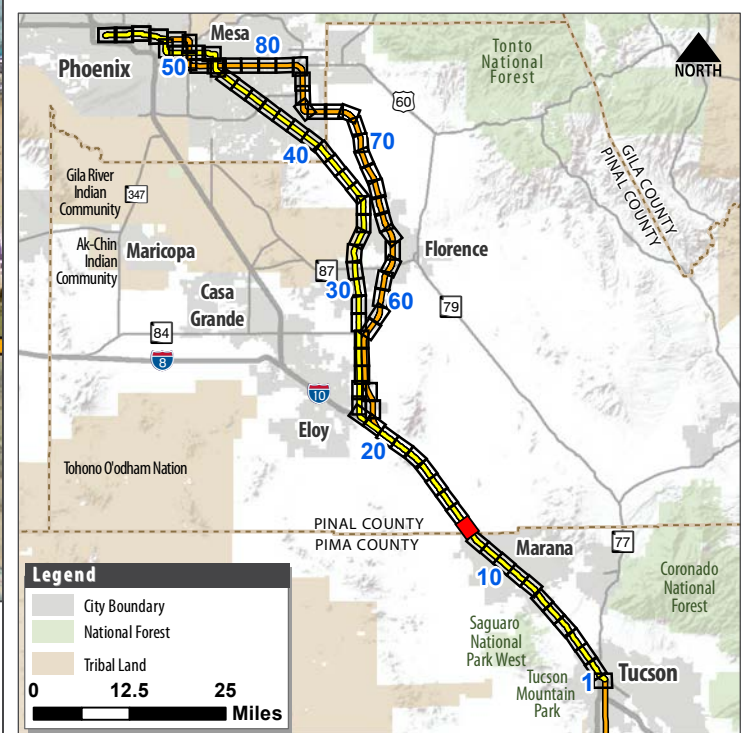 Mesa
80
Phoenix
50
Tonto
National
Forest
NORTH
60
70
40
GILA COUNTY
PINAL COUNTY
Gila River
Indian
Community
347
Ak-Chin
Indian
Community
Maricopa
Florence
87
Casa
Grande
30
60
79
84
8
10
Eloy
20
Tohono O'odham Nation
PINAL COUNTY
PIMA COUNTY
Marana
77
10
Coronado
National
Forest
Saguaro
National
Park West
Tucson
Mountain
Park
1
Tucson
Legend
City Boundary
National Forest
Tribal Land
0 12.5 25
Miles